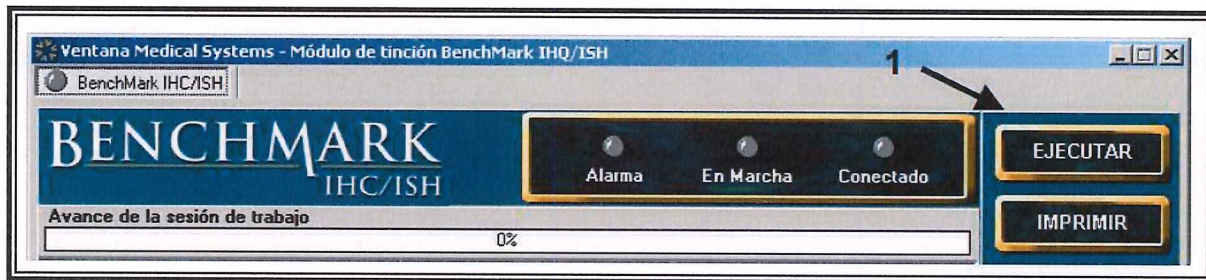 Ventana Medical Systems - Módulo de tinción BenchMark IHQ/ISH
1
BenchMark IHC/ISH
BENCHMARK
IHC/ISH
Alarma
En Marcha
Conectado
EJECUTAR
IMPRIMIR
Avance de la sesión de trabajo
0%